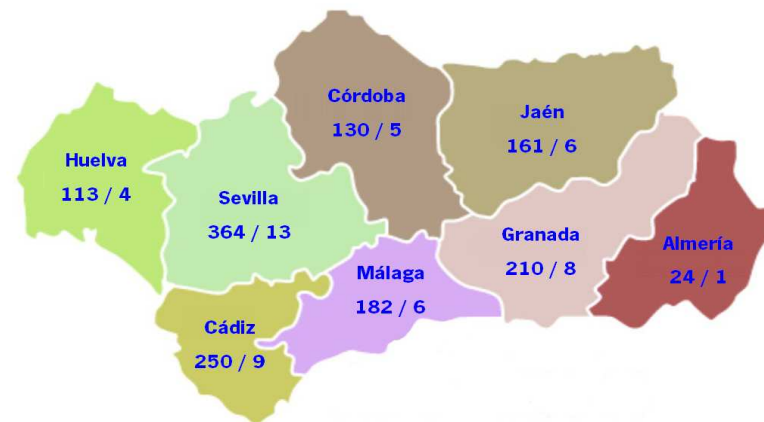 Córdoba
130 / 5
Jaén
161 / 6
Huelva
113 / 4
Sevilla
364 / 13
Granada
210 / 8
Almería
24 / 1
Málaga
182 / 6
Cádiz
250 / 9